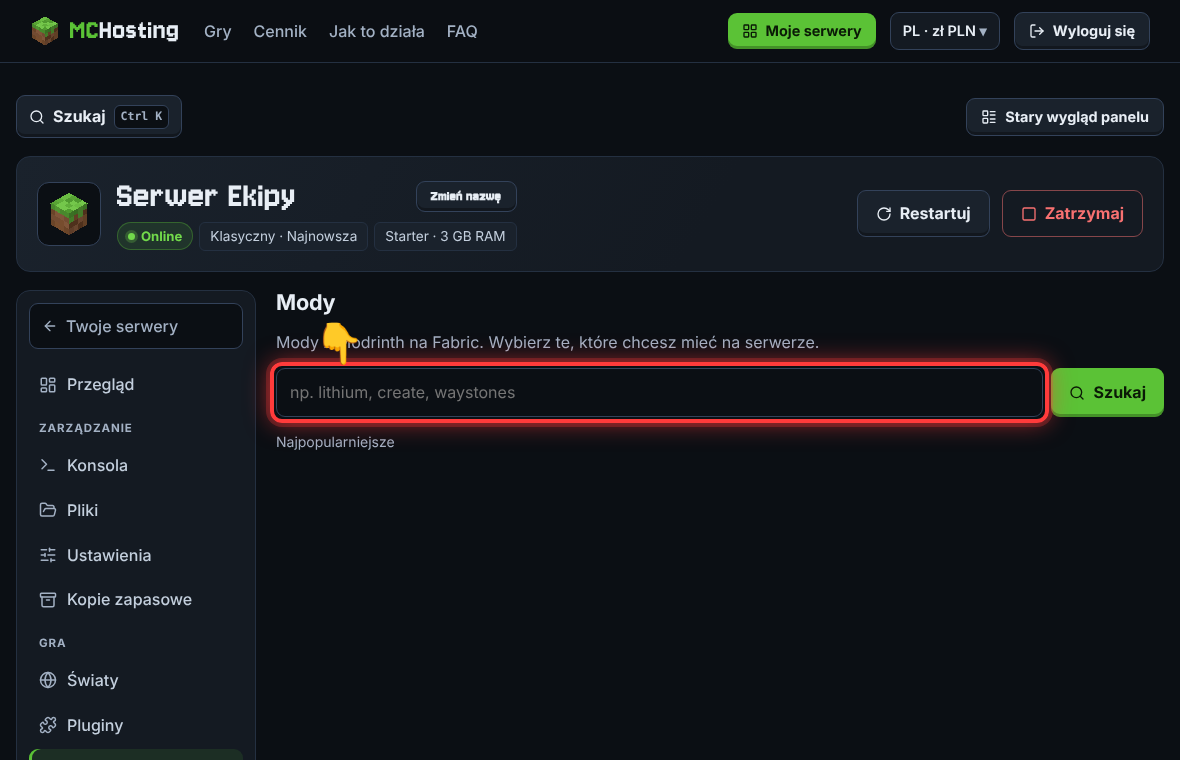 MCHosting
Gry
Cennik
Jak to działa
FAQ
Moje serwery
PL · zł PLN ▾
Wyloguj się
Szukaj
Ctrl K
Stary wygląd panelu
Serwer Ekipy
Zmień nazwę
Online
Klasyczny · Najnowsza
Starter · 3 GB RAM
Restartuj
Zatrzymaj
Twoje serwery
Przegląd
ZARZĄDZANIE
Konsola
Pliki
Ustawienia
Kopie zapasowe
GRA
Światy
Pluginy
Mody
Mody odrinth na Fabric. Wybierz te, które chcesz mieć na serwerze.
np. lithium, create, waystones
Szukaj
Najpopularniejsze